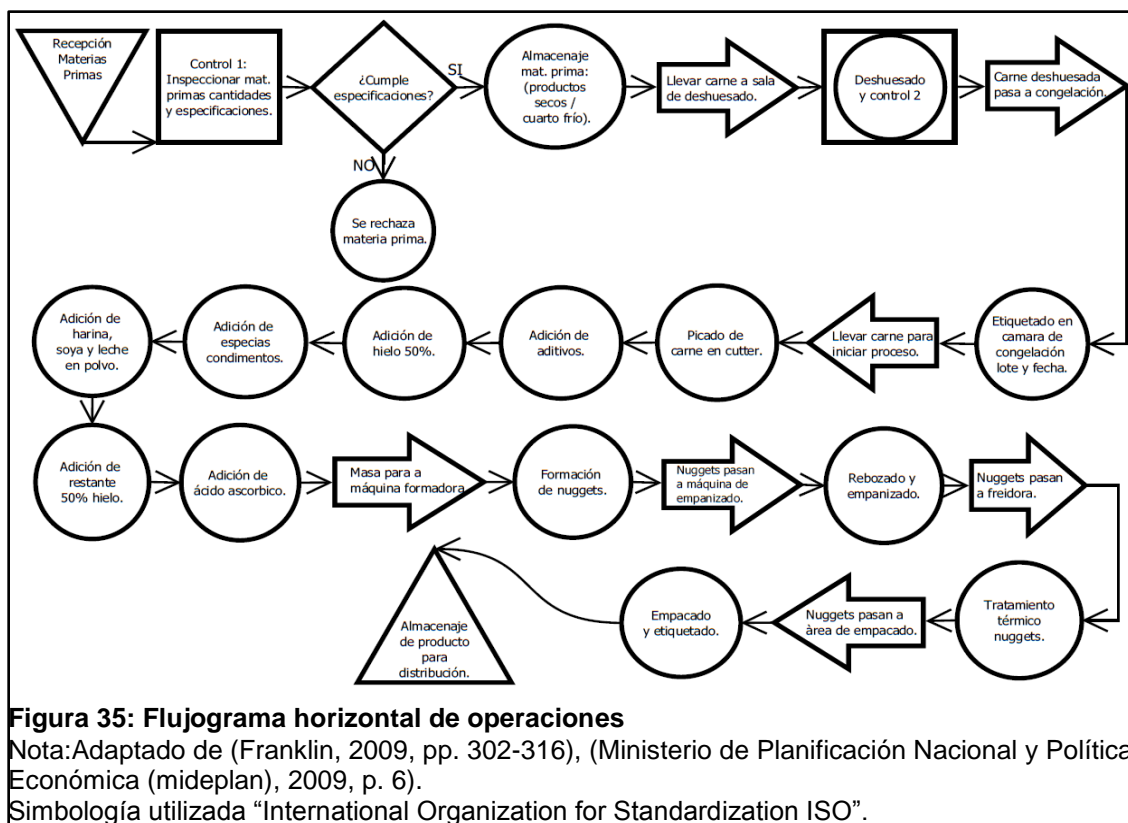 Recepción
Materias
Primas
Control 1:
Inspeccionar mat.
primas cantidades
y especificaciones.
¿Cumple
especificaciones?
SI
NO
Se rechaza
materia prima.
Almacenaje
mat. prima:
(productos
secos /
cuarto frío).
Llevar carne a sala
de deshuesado.
Deshuesado
y control 2
Carne deshuesada
pasa a congelación.
Etiquetado en
camara de
congelación
lote y fecha.
Llevar carne para
iniciar proceso.
Picado de
carne en cutter.
Adición de
aditivos.
Adición de
hielo 50%.
Adición de
especias
condimentos.
Adición de
harina,
soya y leche
en polvo.
Adición de
restante
50% hielo.
Adición de
ácido ascorbico.
Masa para a
máquina formadora.
Formación
de nuggets.
Nuggets pasan
a máquina de
empanizado.
Rebozado y
empanizado.
Nuggets pasan
a freidora.
Tratamiento
térmico
nuggets.
Nuggets pasan a
àrea de empacado.
Empacado
y etiquetado.
Almacenaje
de producto
para
distribución.
Figura 35: Flujograma horizontal de operaciones
Nota:Adaptado de (Franklin, 2009, pp. 302-316), (Ministerio de Planificación Nacional y Política
Económica (mideplan), 2009, p. 6).
Simbología utilizada “International Organization for Standardization ISO”.